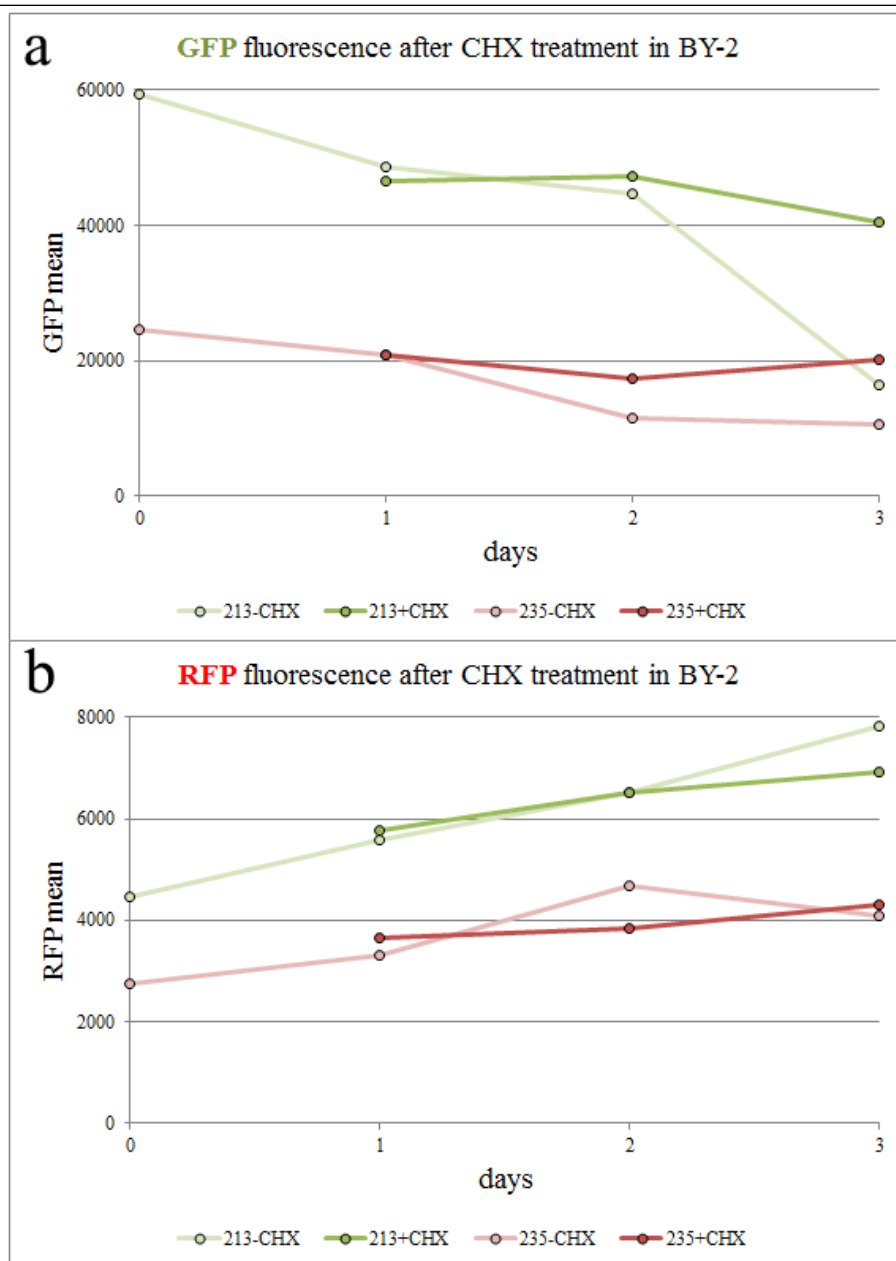 a
GFP fluorescence after CHX treatment in BY-2
60000
40000
20000
0
GFP mean
0 1 2 3
days
213-CHX 213+CHX 235-CHX 235+CHX
b
RFP fluorescence after CHX treatment in BY-2
8000
6000
4000
2000
0
RFP mean
0 1 2 3
days
213-CHX 213+CHX 235-CHX 235+CHX